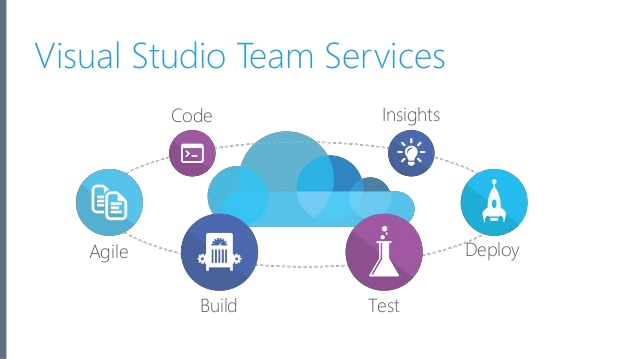 Visual Studio Team Services
Code
Insights
Agile
Deploy
Build
Test